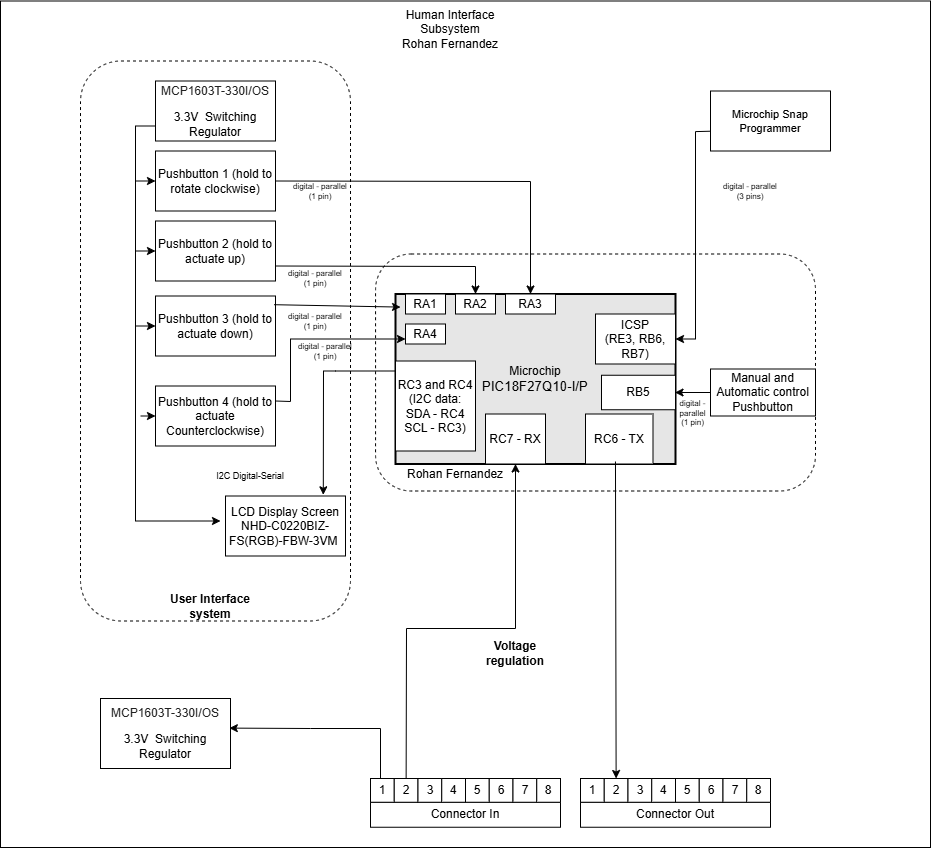 Human Interface
Subsystem
Rohan Fernandez
MCP1603T-330I/OS
3.3V Switching
Regulator
Pushbutton 1 (hold to
rotate clockwise)
digital - parallel
(1 pin)
Pushbutton 2 (hold to
actuate up)
digital - parallel
(1 pin)
Pushbutton 3 (hold to
actuate down)
digital - parallel
(1 pin)
digital - parallel
(1 pin)
Pushbutton 4 (hold to
actuate
Counterclockwise)
I2C Digital-Serial
LCD Display Screen
NHD-C0220BIZ-
FS(RGB)-FBW-3VM
User Interface
system
Microchip Snap
Programmer
digital - parallel
(3 pins)
RA1
RA2
RA3
RA4
ICSP
(RE3, RB6,
RB7)
Microchip
PIC18F27Q10-I/P
RC3 and RC4
(I2C data:
SDA - RC4
SCL - RC3)
RB5
RC7 - RX
RC6 - TX
Rohan Fernandez
Manual and
Automatic control
Pushbutton
digital -
parallel
(1 pin)
Voltage
regulation
MCP1603T-330I/OS
3.3V Switching
Regulator
1 2 3 4 5 6 7 8
Connector In
1 2 3 4 5 6 7 8
Connector Out